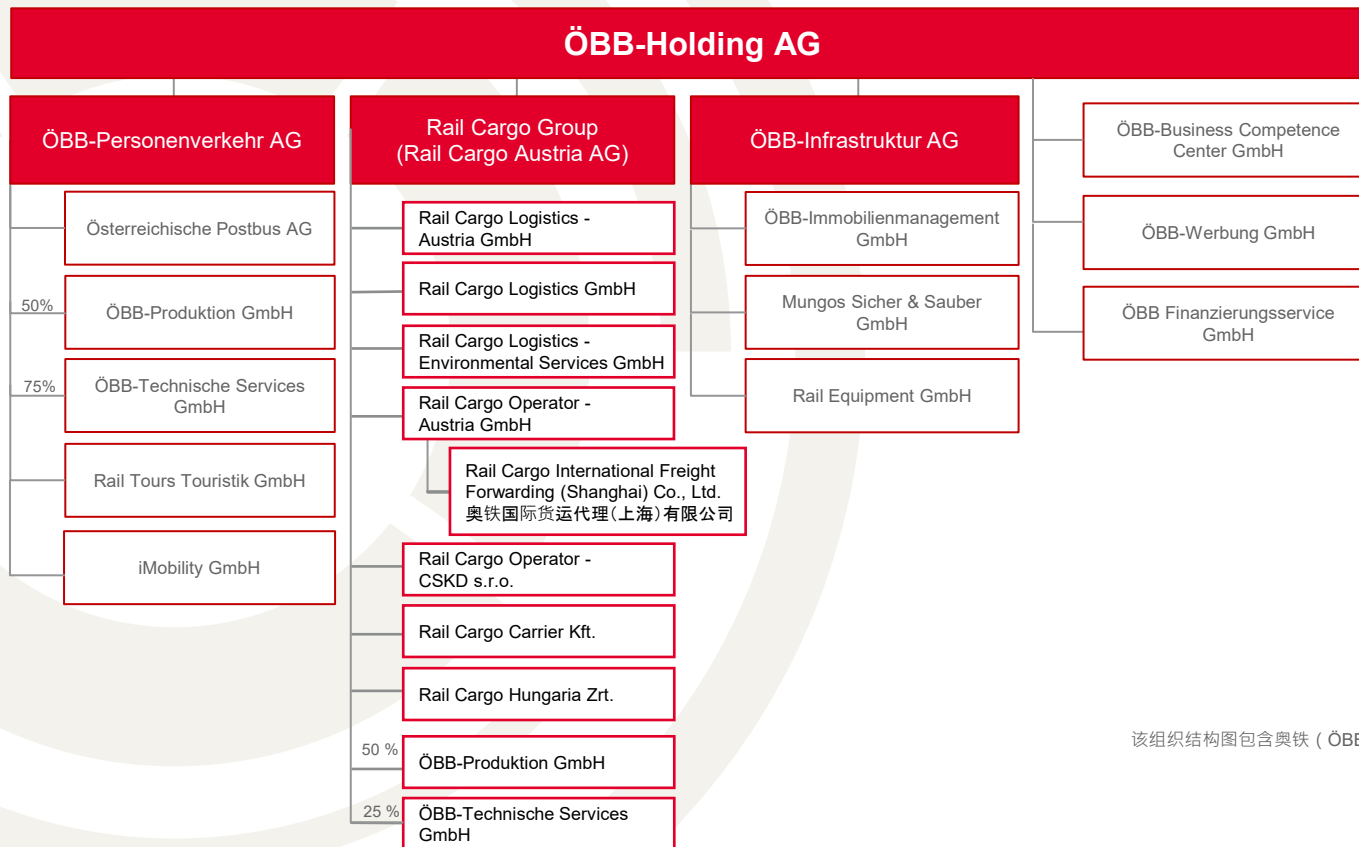 ÖBB-Holding AG
ÖBB-Personenverkehr AG
Österreichische Postbus AG
50%
ÖBB-Produktion GmbH
75%
ÖBB-Technische Services
GmbH
Rail Tours Touristik GmbH
iMobility GmbH
Rail Cargo Group
(Rail Cargo Austria AG)
Rail Cargo Logistics -
Austria GmbH
Rail Cargo Logistics GmbH
Rail Cargo Logistics -
Environmental Services GmbH
Rail Cargo Operator -
Austria GmbH
Rail Cargo International Freight
Forwarding (Shanghai) Co., Ltd.
奥铁国际货运代理(上海)有限公司
Rail Cargo Operator -
CSKD s.r.o.
Rail Cargo Carrier Kft.
Rail Cargo Hungaria Zrt.
50 %
ÖBB-Produktion GmbH
25 %
ÖBB-Technische Services
GmbH
ÖBB-Infrastruktur AG
ÖBB-Immobilienmanagement
GmbH
Mungos Sicher & Sauber
GmbH
Rail Equipment GmbH
ÖBB-Business Competence
Center GmbH
ÖBB-Werbung GmbH
ÖBB Finanzierungsservice
GmbH
该组织结构图包含奥铁 ( ÖBB